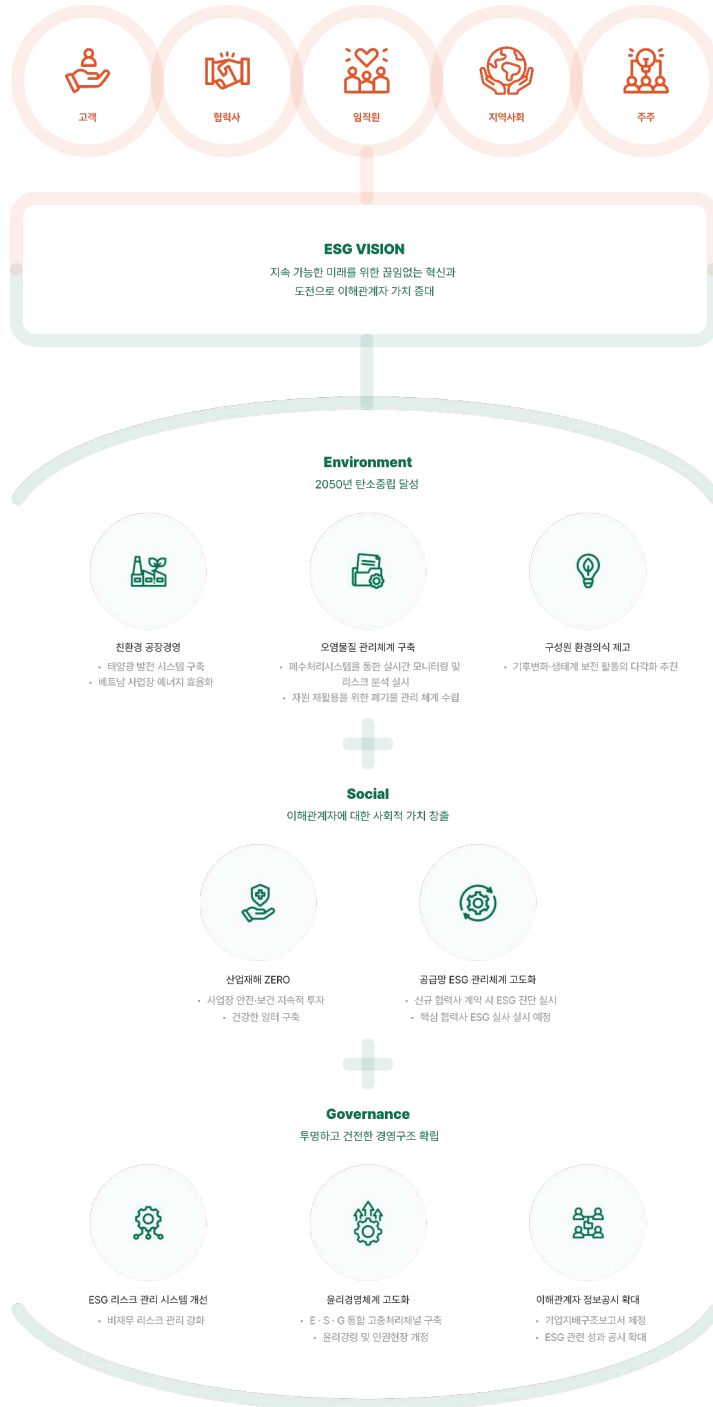 고객
협력사
임직원
지역사회
주주
ESG VISION
지속 가능한 미래를 위한 끊임없는 혁신과
도전으로 이해관계자 가치 증대
Environment
2050년 탄소중립 달성
친환경 공장경영
• 태양광 발전 시스템 구축
• 베트남 사업장 에너지 효율화
오염물질 관리체계 구축
• 폐수처리시스템을 통한 실시간 모니터링 및
리스크 분석 실시
• 자원 재활용을 위한 폐기물 관리 체계 수립
구성원 환경의식 제고
• 기후변화·생태계 보전 활동의 다각화 추진
Social
이해관계자에 대한 사회적 가치 창출
산업재해 ZERO
• 사업장 안전·보건 지속적 투자
• 건강한 일터 구축
공급망 ESG 관리체계 고도화
• 신규 협력사 계약 시 ESG 진단 실시
• 핵심 협력사 ESG 실사 실시 예정
Governance
투명하고 건전한 경영구조 확립
ESG 리스크 관리 시스템 개선
• 비재무 리스크 관리 강화
윤리경영체계 고도화
• E · S · G 통합 고충처리채널 구축
• 윤리강령 및 인권헌장 개정
이해관계자 정보공시 확대
• 기업지배구조보고서 제정
• ESG 관련 성과 공시 확대